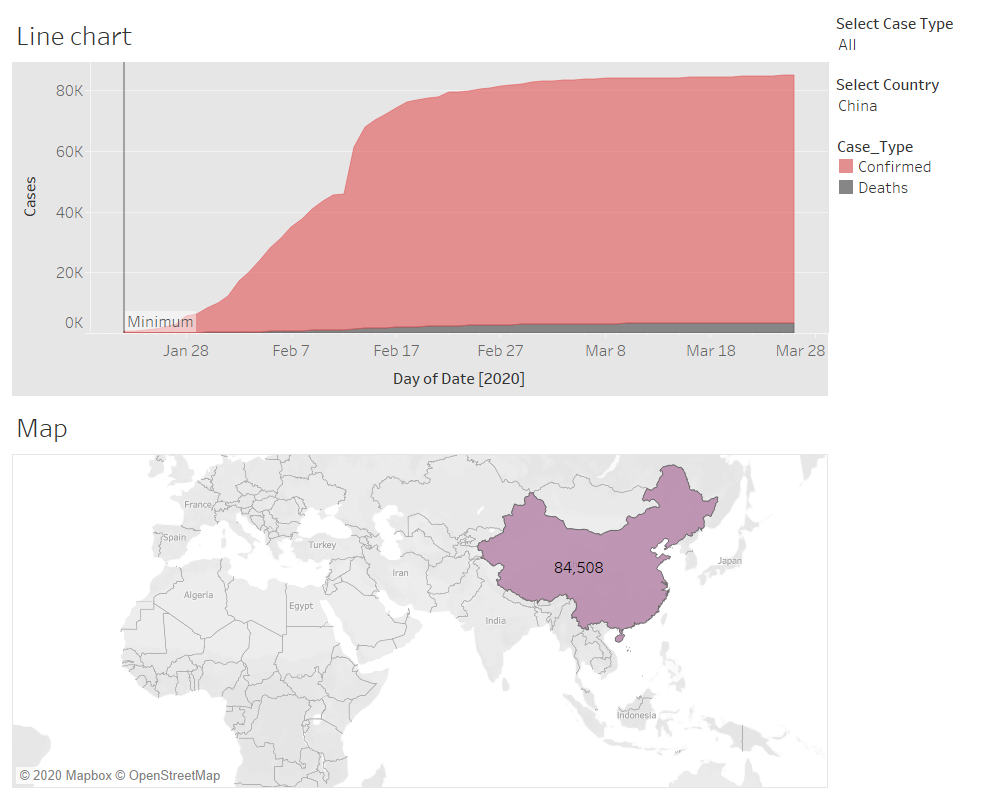 Line chart
80K
60K
40K
20K
0K
Cases
Minimum
Jan 28
Feb 7
Feb 17
Feb 27
Mar 8
Mar 18
Mar 28
Day of Date [2020]
Select Case Type
All
Select Country
China
Case_Type
Confirmed
Deaths
Map
France
Spain
Turkey
Japan
84,508
Iran
Algeria
Egypt
India
Indonesia
© 2020 Mapbox © OpenStreetMap